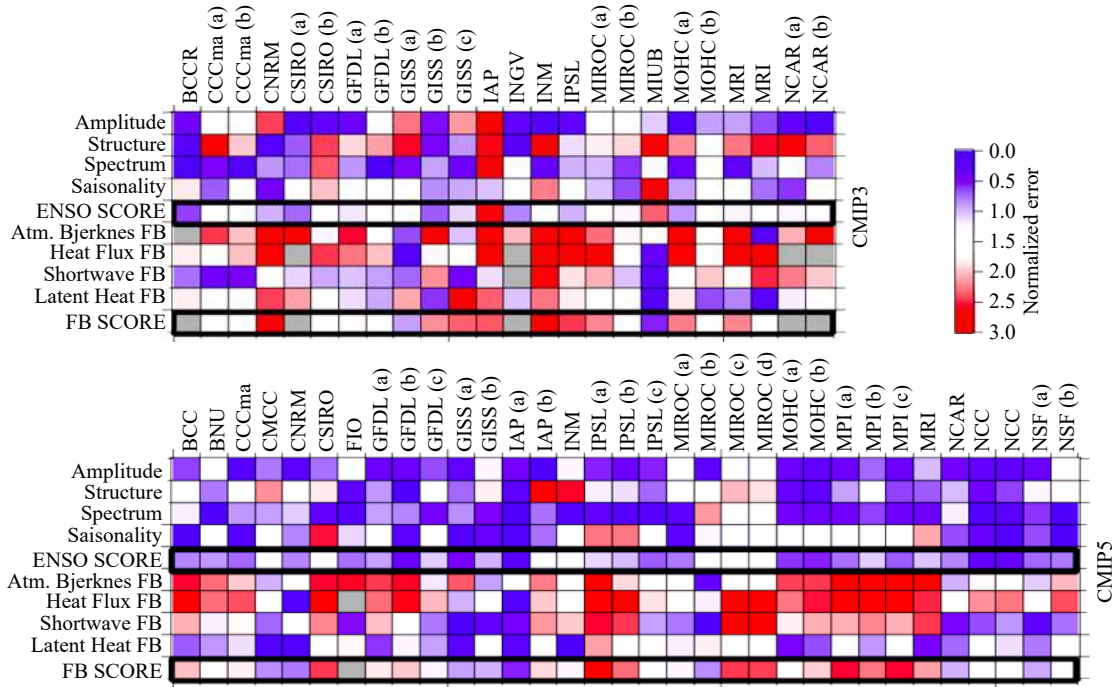 BCCR
CCCma (a)
CCCma (b)
CNRM
CSIRO (a)
CSIRO (b)
GFDL (a)
GFDL (b)
GISS (a)
GISS (b)
GISS (c)
IAP
INGV
INM
IPSL
MIROC (a)
MIROC (b)
MIUB
MOHC (a)
MOHC (b)
MRI
MRI
NCAR (a)
NCAR (b)
Amplitude
Structure
Spectrum
Saisonality
ENSO SCORE
Atm. Bjerknes FB
Heat Flux FB
Shortwave FB
Latent Heat FB
FB SCORE
CMIP3
0.0
0.5
1.0
1.5
2.0
2.5
3.0
Normalized error
BCC
BNU
CCCma
CMCC
CNRM
CSIRO
FIO
GFDL (a)
GFDL (b)
GFDL (c)
GISS (a)
GISS (b)
IAP (a)
IAP (b)
INM
IPSL (a)
IPSL (b)
IPSL (c)
MIROC (a)
MIROC (b)
MIROC (c)
MIROC (d)
MOHC (a)
MOHC (b)
MPI (a)
MPI (b)
MPI (c)
MRI
NCAR
NCC
NCC
NSF (a)
NSF (b)
Amplitude
Structure
Spectrum
Saisonality
ENSO SCORE
Atm. Bjerknes FB
Heat Flux FB
Shortwave FB
Latent Heat FB
FB SCORE
CMIP5